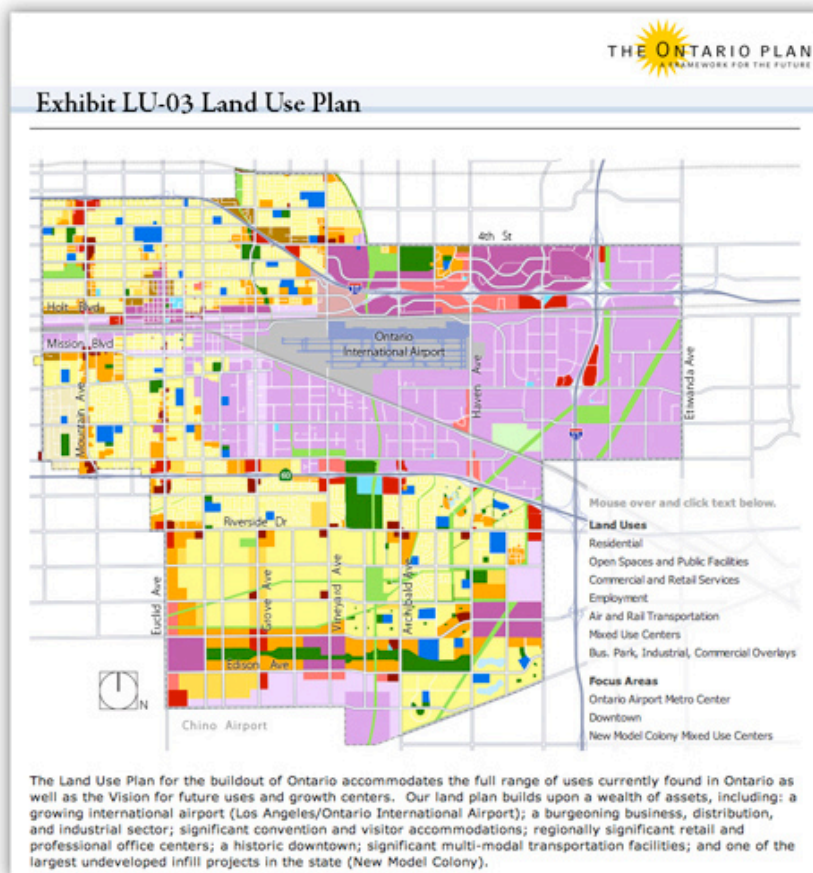 THE ONTARIO PLAN
A FRAMEWORK FOR THE FUTURE
Exhibit LU-03 Land Use Plan
4th St
10
Holt Blvd
Mission Blvd
Ontario
International Airport
Mountain Ave
Haven Ave
Etiwanda Ave
15
60
Riverside Dr
Euclid Ave
Grove Ave
Vineyard Ave
Archibald Ave
Edison Ave
N
Chino Airport
Mouse over and click text below.
Land Uses
Residential
Open Spaces and Public Facilities
Commercial and Retail Services
Employment
Air and Rail Transportation
Mixed Use Centers
Bus. Park, Industrial, Commercial Overlays
Focus Areas
Ontario Airport Metro Center
Downtown
New Model Colony Mixed Use Centers
The Land Use Plan for the buildout of Ontario accommodates the full range of uses currently found in Ontario as
well as the Vision for future uses and growth centers. Our land plan builds upon a wealth of assets, including: a
growing international airport (Los Angeles/Ontario International Airport); a burgeoning business, distribution,
and industrial sector; significant convention and visitor accommodations; regionally significant retail and
professional office centers; a historic downtown; significant multi-modal transportation facilities; and one of the
largest undeveloped infill projects in the state (New Model Colony).